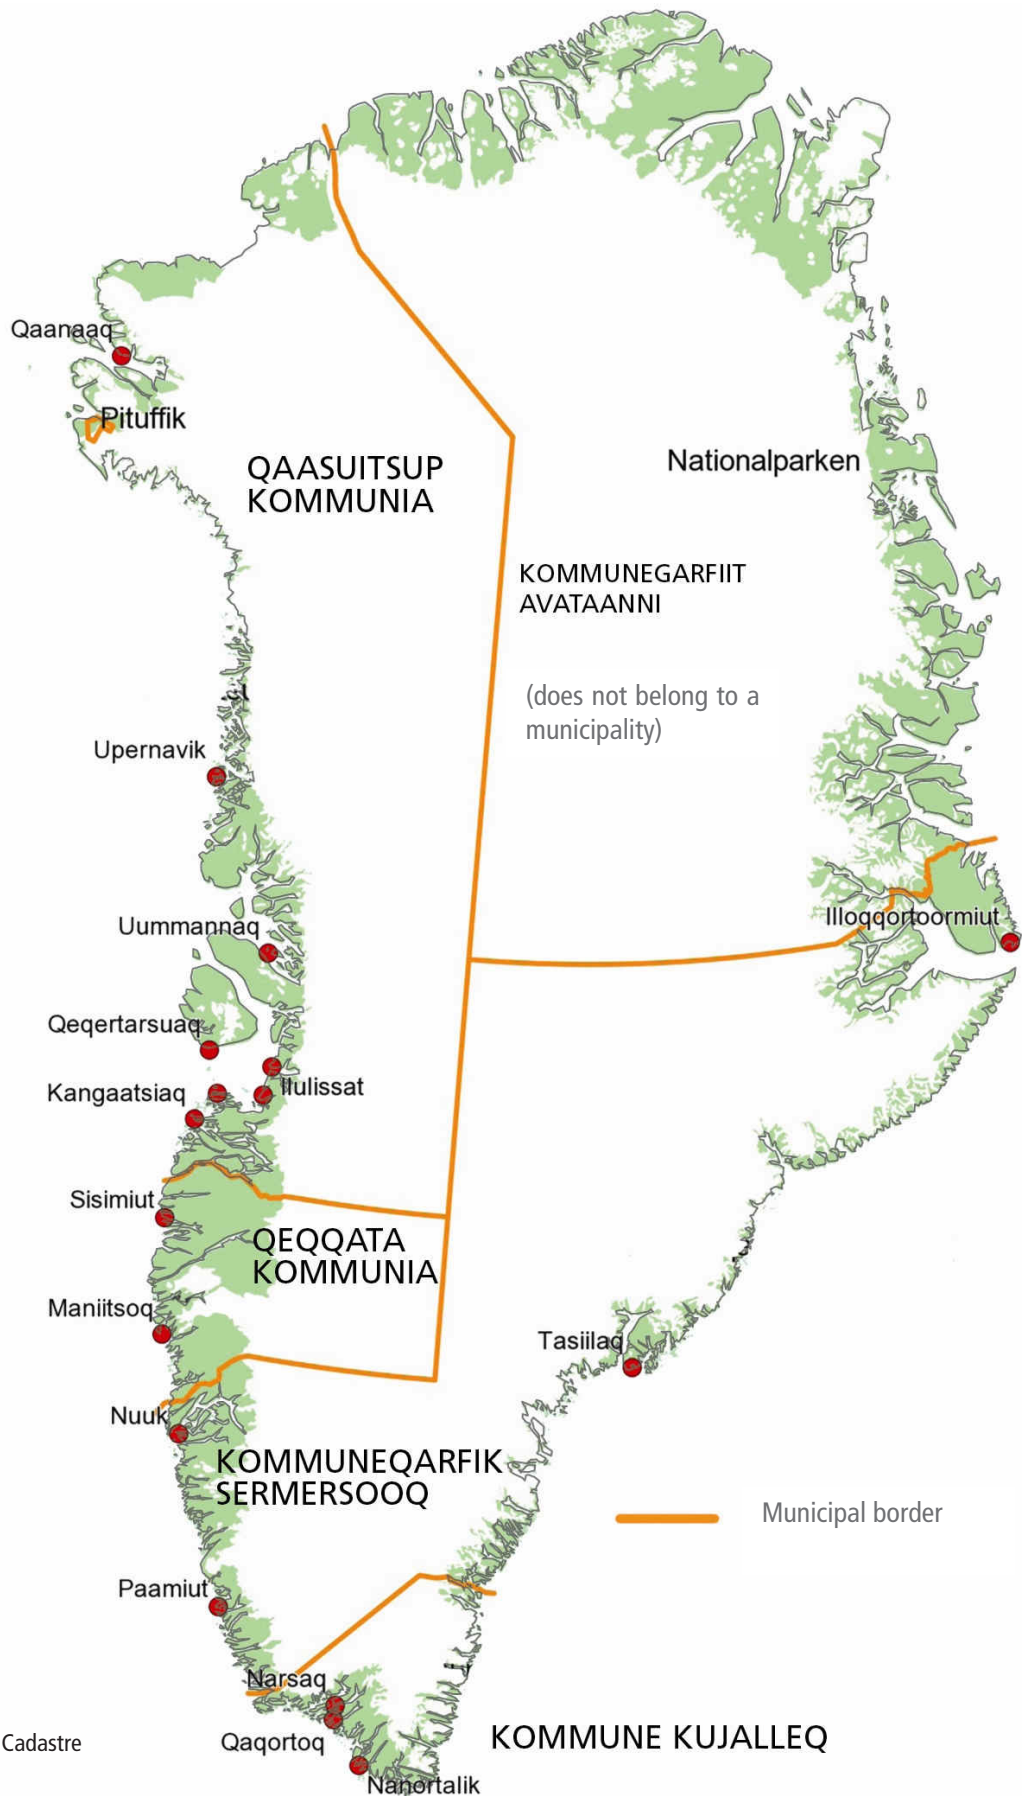 Qaanaaq
Pituffik
QAASUITSUP
KOMMUNIA
Nationalparken
KOMMUNEGARFIIT
AVATAANNI
(does not belong to a
municipality)
Upernavik
Uummannaq
Illoqqortoormiut
Qeqertarsuaq
Kangaatsiaq
Ilulissat
Sisimiut
QEQQATA
KOMMUNIA
Maniitsoq
Tasiilaq
Nuuk
KOMMUNEQARFIK
SERMERSOOQ
Municipal border
Paamiut
Narsaq
Qaqortoq
KOMMUNE KUJALLEQ
Cadastre
Nanortalik